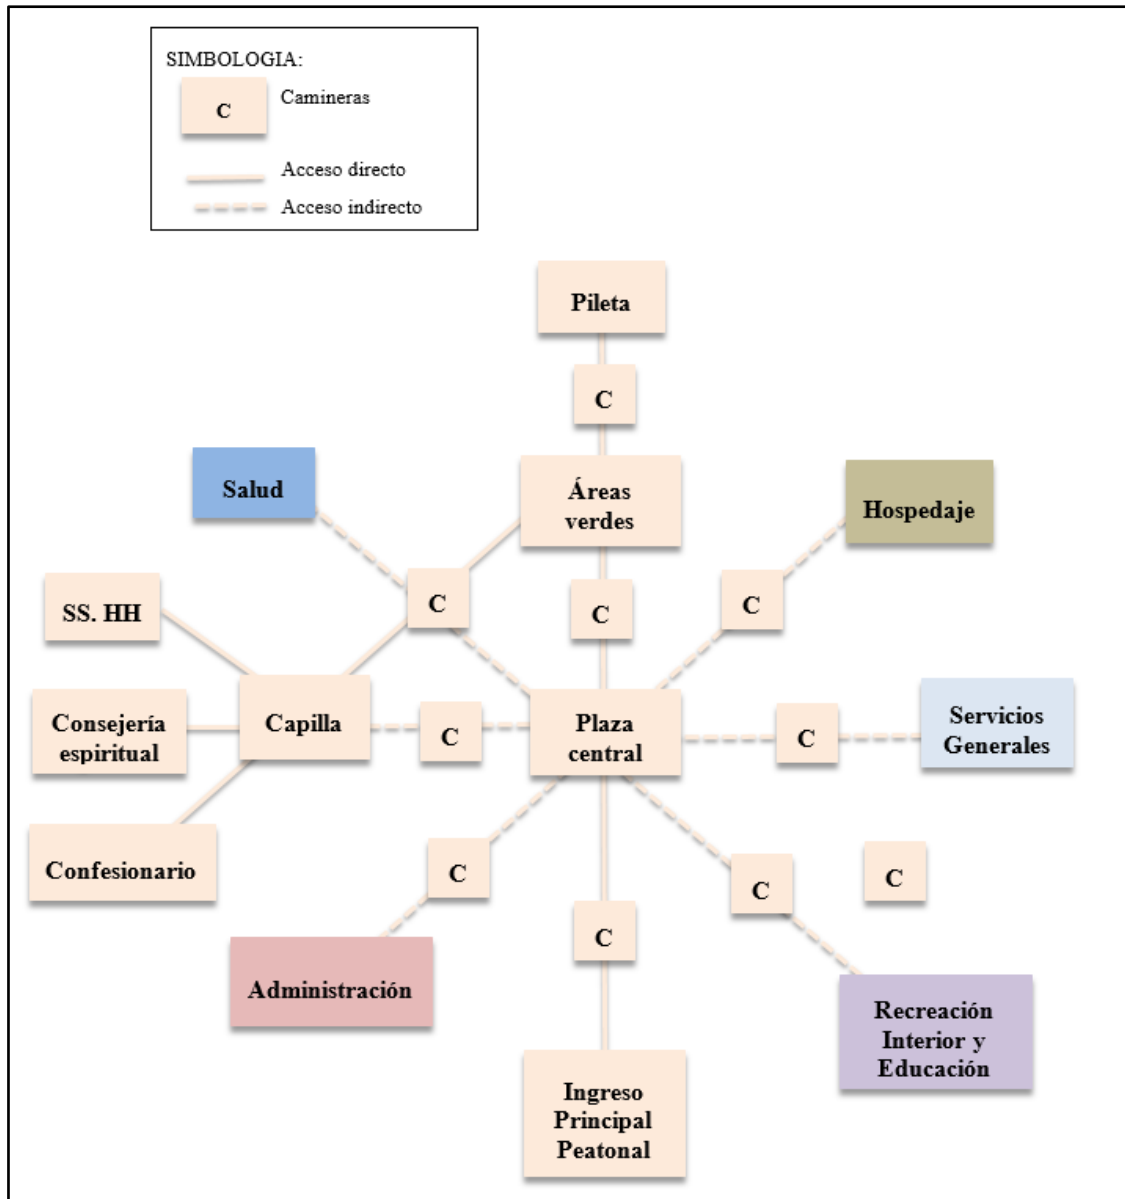 SIMBOLOGIA:
C
Camineras
Acceso directo
Acceso indirecto
Pileta
C
Salud
Áreas
verdes
Hospedaje
C
C
C
SS. HH
Consejería
espiritual
Capilla
C
Plaza
central
C
Servicios
Generales
Confesionario
C
C
C
C
Administración
Recreación
Interior y
Educación
Ingreso
Principal
Peatonal